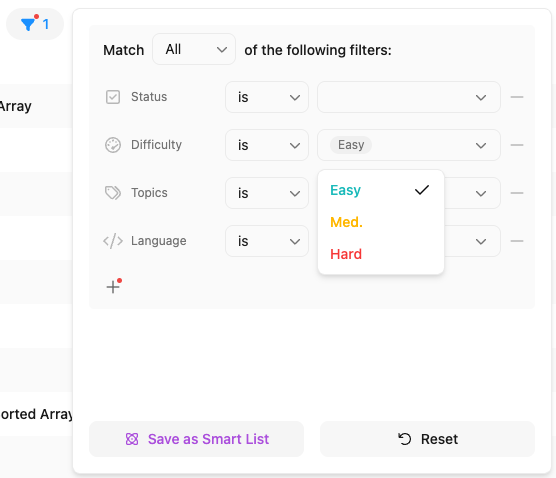 1
Match All of the following filters:
Array
Status is
Difficulty is Easy
Topics is
Easy
Med.
Language is
Hard
orted Array
Save as Smart List Reset